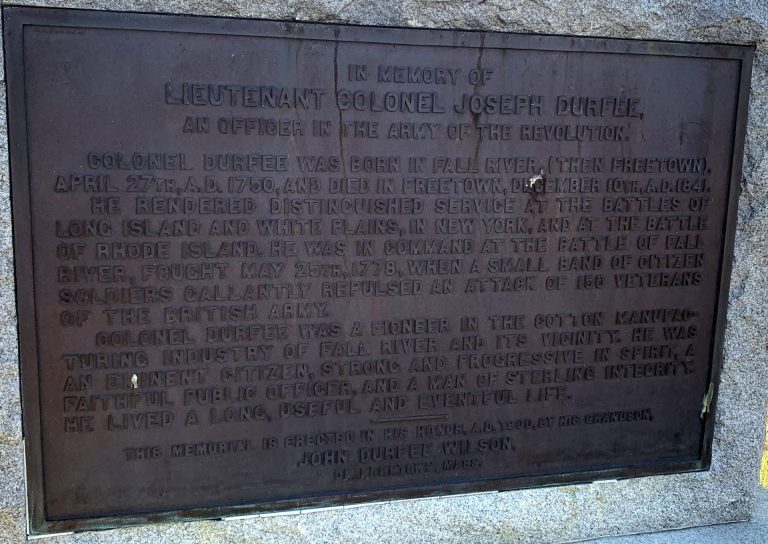 IN MEMORY OF
LIEUTENANT COLONEL JOSEPH DURFEE,
AN OFFICER IN THE ARMY OF THE REVOLUTION.
COLONEL DURFEE WAS BORN IN FALL RIVER, (THEN FREETOWN),
APRIL 27TH, A.D. 1750, AND DIED IN FREETOWN, DECEMBER 10TH, A.D. 1841.
HE RENDERED DISTINGUISHED SERVICE AT THE BATTLES OF
LONG ISLAND AND WHITE PLAINS, IN NEW YORK, AND AT THE BATTLE
OF RHODE ISLAND. HE WAS IN COMMAND AT THE BATTLE OF FALL
RIVER, FOUGHT MAY 25TH, 1778, WHEN A SMALL BAND OF CITIZEN
SOLDIERS GALLANTLY REPULSED AN ATTACK OF 150 VETERANS
OF THE BRITISH ARMY.
COLONEL DURFEE WAS A PIONEER IN THE COTTON MANUFAC-
TURING INDUSTRY OF FALL RIVER AND ITS VICINITY. HE WAS
AN EMINENT CITIZEN, STRONG AND PROGRESSIVE IN SPIRIT, A
FAITHFUL PUBLIC OFFICER, AND A MAN OF STERLING INTEGRITY.
HE LIVED A LONG, USEFUL AND EVENTFUL LIFE.
THIS MEMORIAL IS ERECTED IN HIS HONOR, A.D. 1900, BY HIS GRANDSON,
JOHN DURFEE WILSON,
OF MASS.